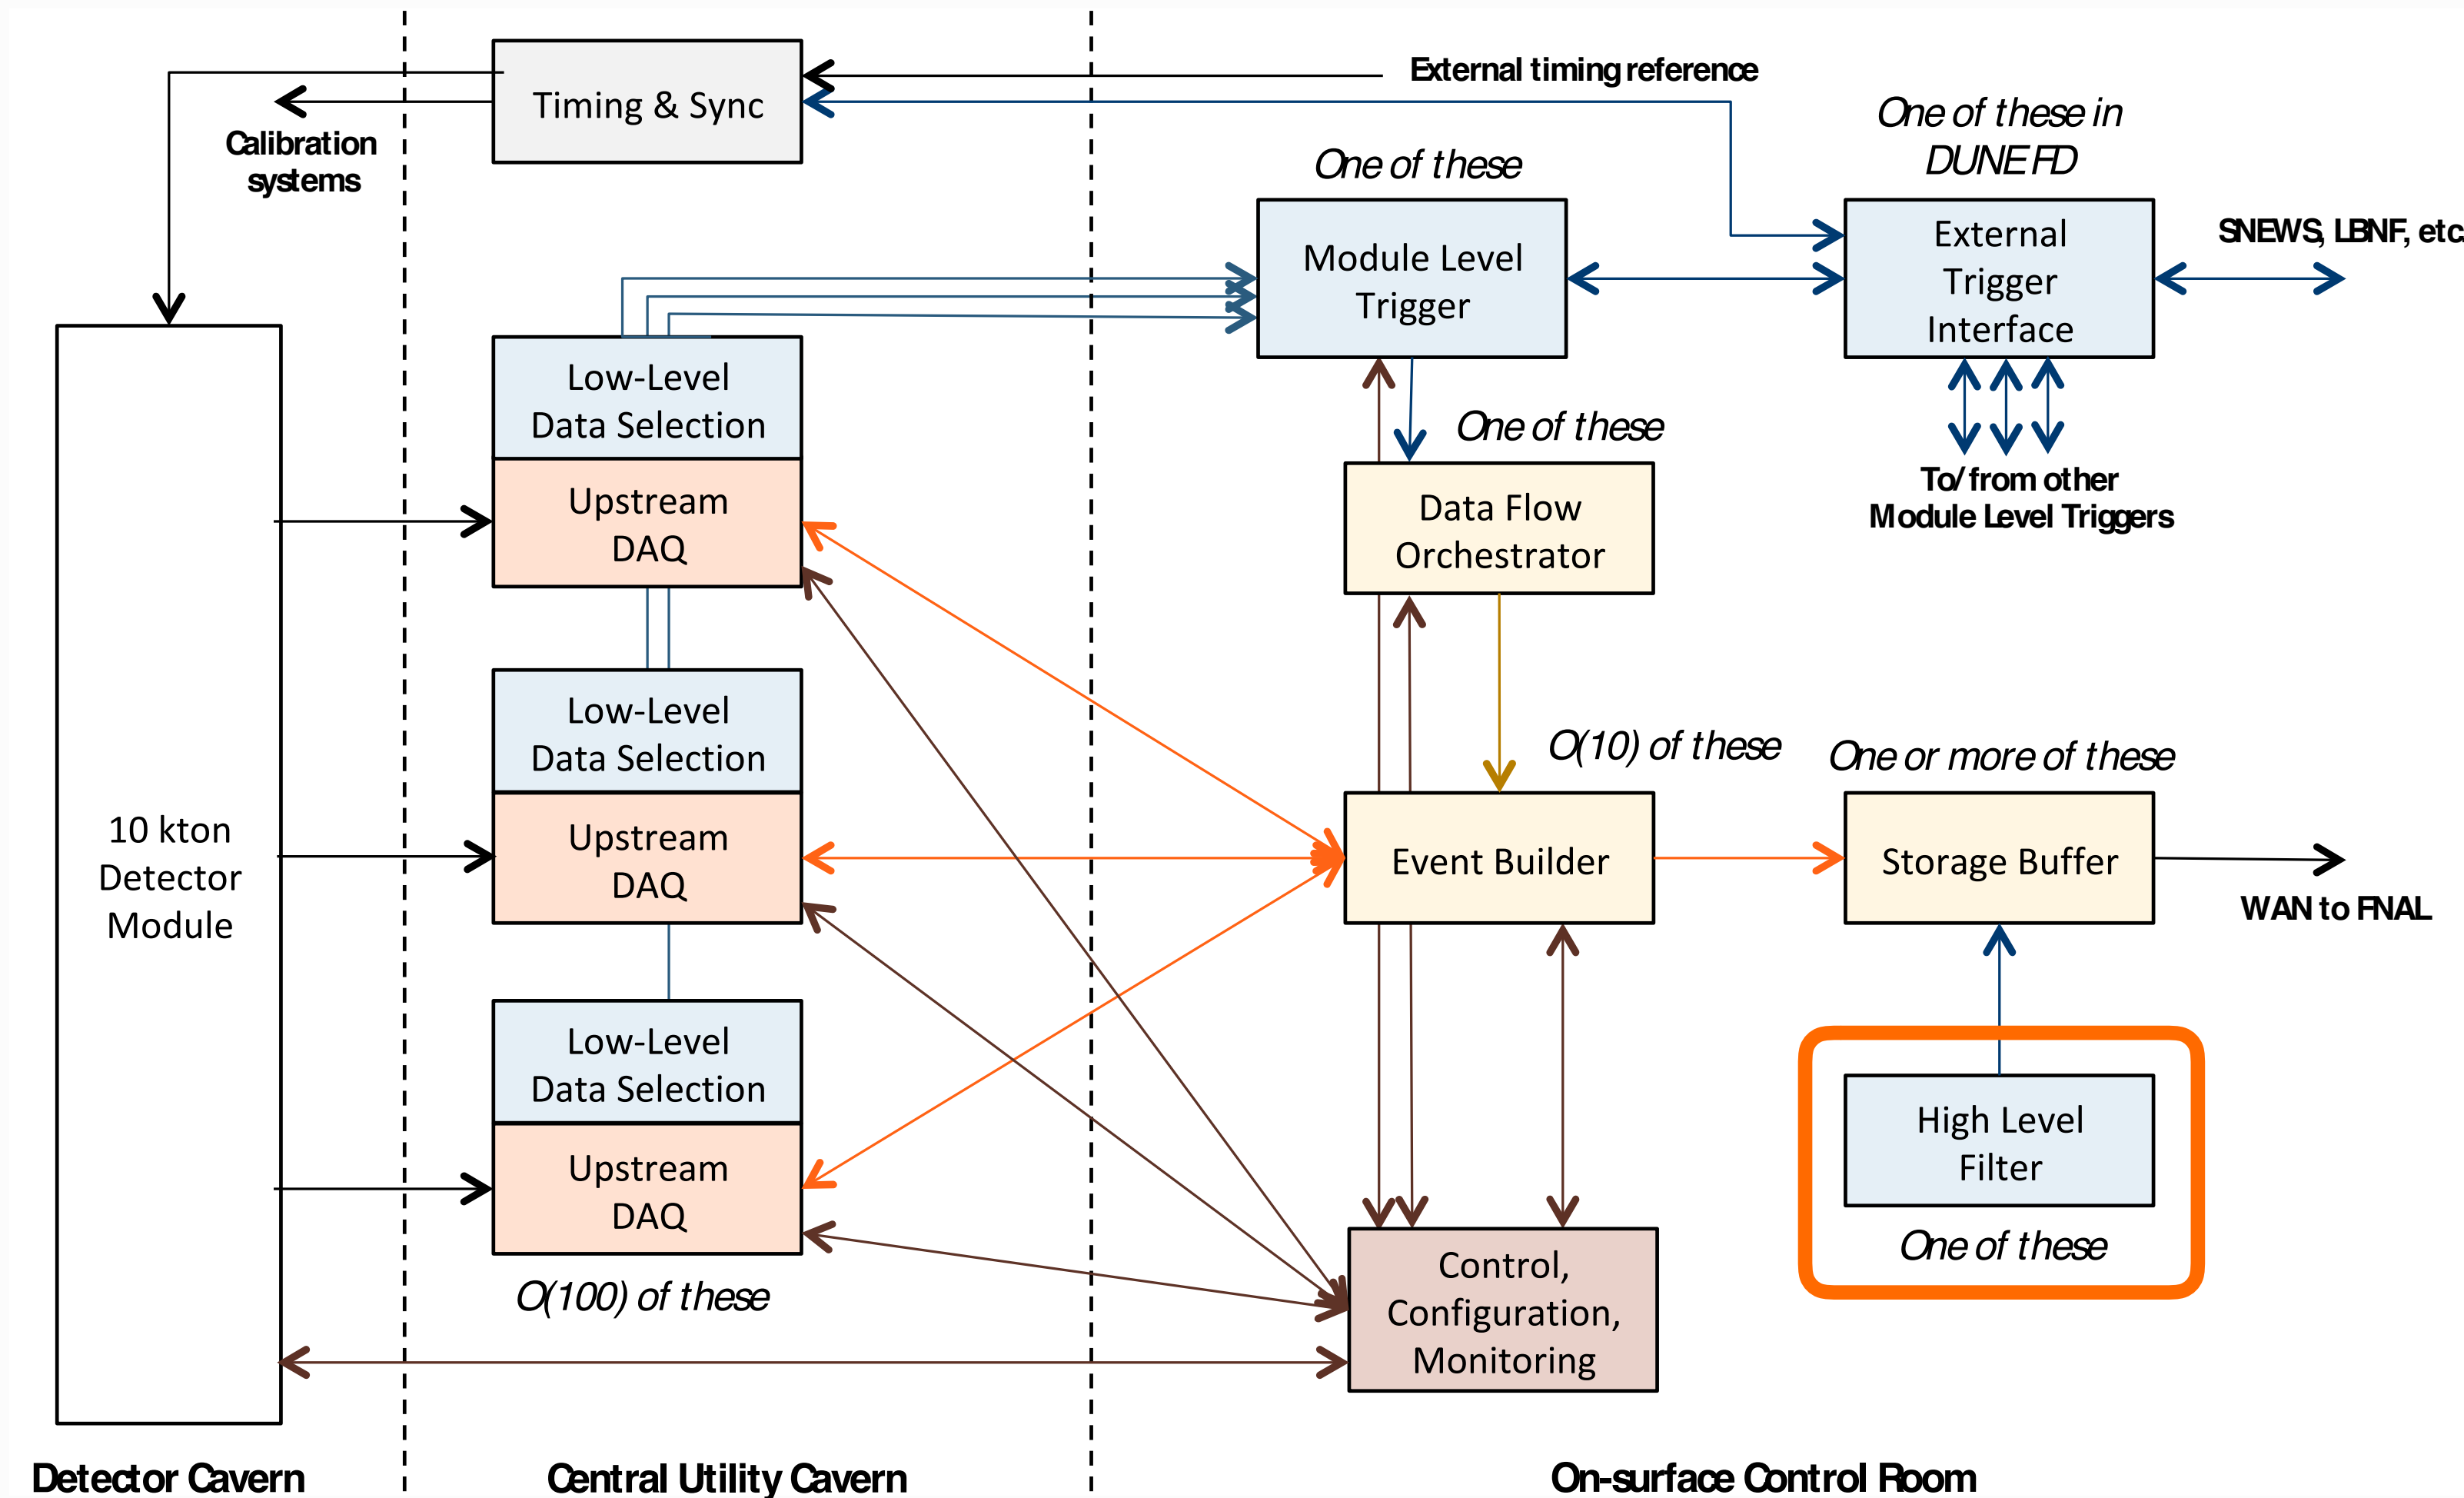 External timing reference
Timing & Sync
Calibration
systems
One of these in
DUNE FD
One of these
Module Level
Trigger
External
Trigger
Interface
SNEWS, LBNF, etc.
Low-Level
Data Selection
Upstream
DAQ
One of these
Data Flow
Orchestrator
To/from other
Module Level Triggers
Low-Level
Data Selection
Upstream
DAQ
O(10) of these
One or more of these
10 kton
Detector
Module
Event Builder
Storage Buffer
WAN to FNAL
Low-Level
Data Selection
Upstream
DAQ
O(100) of these
High Level
Filter
One of these
Control,
Configuration,
Monitoring
Detector Cavern
Central Utility Cavern
On-surface Control Room